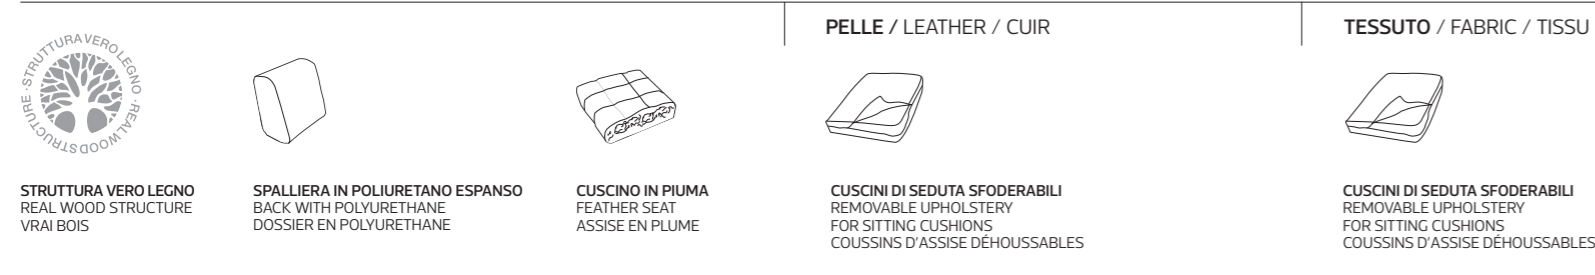 PELLE / LEATHER / CUIR
TESSUTO / FABRIC / TISSU
STRUTTURA VERO LEGNO · REAL WOOD STRUCTURE ·
STRUTTURA VERO LEGNO
REAL WOOD STRUCTURE
VRAI BOIS
SPALLIERA IN POLIURETANO ESPANSO
BACK WITH POLYURETHANE
DOSSIER EN POLYURETHANE
CUSCINO IN PIUMA
FEATHER SEAT
ASSISE EN PLUME
CUSCINI DI SEDUTA SFODERABILI
REMOVABLE UPHOLSTERY
FOR SITTING CUSHIONS
COUSSINS D'ASSISE DÉHOUSSABLES
CUSCINI DI SEDUTA SFODERABILI
REMOVABLE UPHOLSTERY
FOR SITTING CUSHIONS
COUSSINS D'ASSISE DÉHOUSSABLES